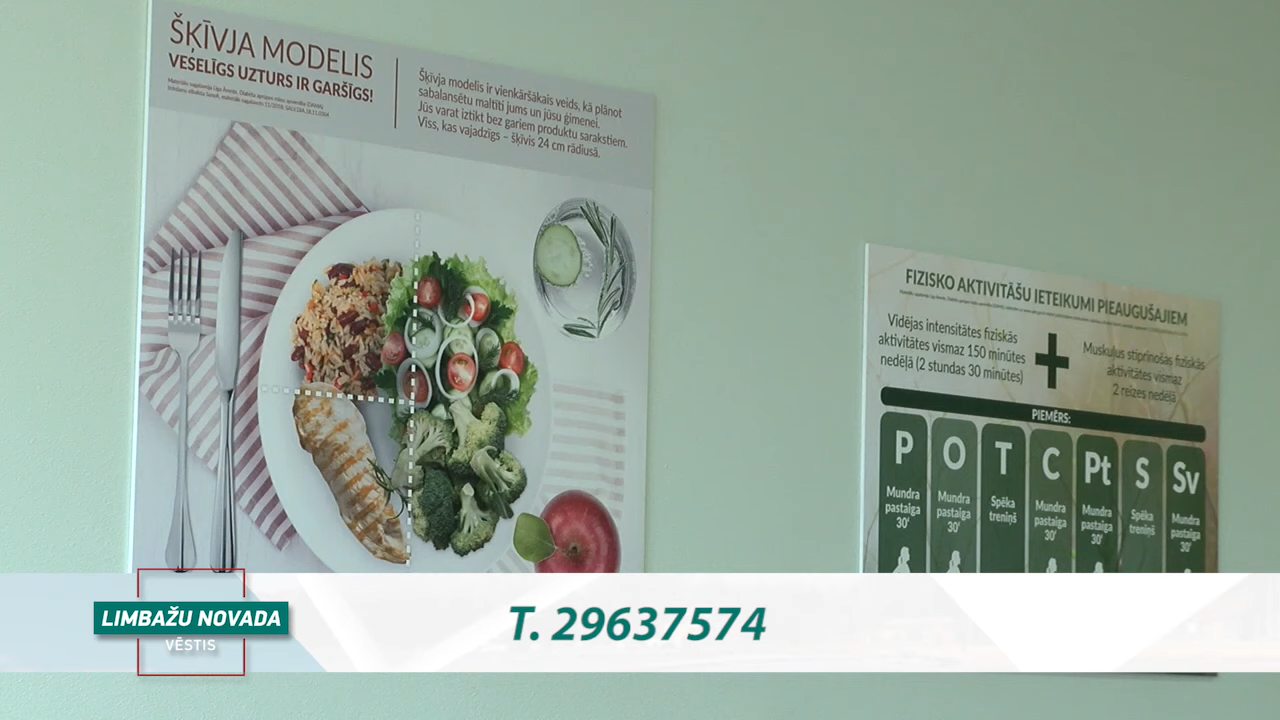 ŠĶĪVJA MODELIS
VESELĪGS UZTURS IR GARŠĪGS!
Šķīvja modelis ir vienkāršākais veids, kā plānot
sabalansētu maltīti jums un jūsu ģimenei.
Jūs varat iztikt bez gariem produktu sarakstiem.
Viss, kas vajadzīgs – šķīvis 24 cm rādiusā.
FIZISKO AKTIVITĀŠU IETEIKUMI PIEAUGUŠAJIEM
Vidējas intensitātes fiziskās
aktivitātes vismaz 150 minūtes
nedēļā (2 stundas 30 minūtes)
+
Muskuļus stiprinošas fiziskās
aktivitātes vismaz
2 reizes nedēļā
PIEMĒRS:
P
Mundra
pastaiga
30'
O
Mundra
pastaiga
30'
T
Spēka
treniņš
C
Mundra
pastaiga
30'
Pt
Mundra
pastaiga
30'
S
Spēka
treniņš
Sv
Mundra
pastaiga
30'
LIMBAŽU NOVADA
VĒSTIS
T. 29637574